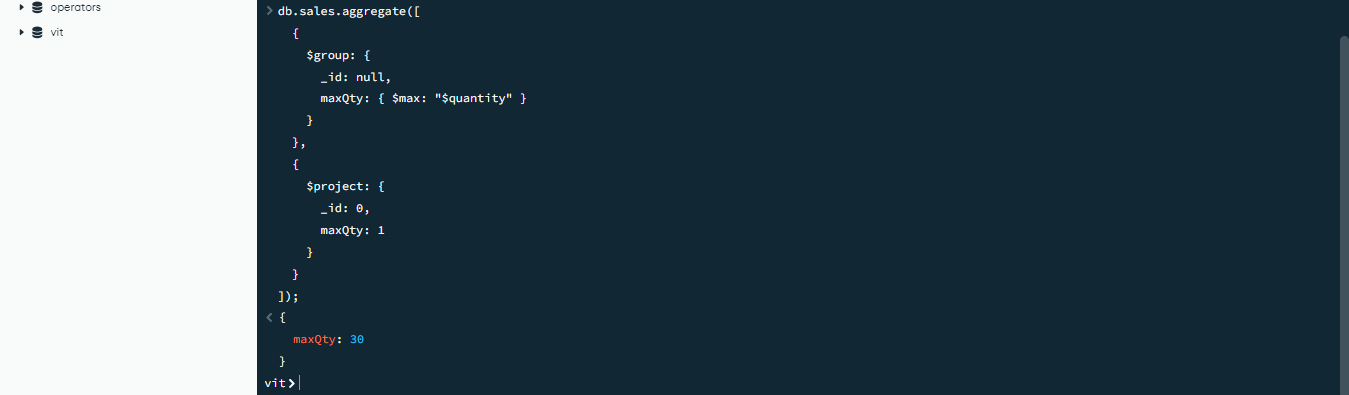 operators
vit
db.sales.aggregate([
{
$group: {
_id: null,
maxQty: { $max: "$quantity" }
}
},
{
$project: {
_id: 0,
maxQty: 1
}
}
]);
{
maxQty: 30
}
vit>